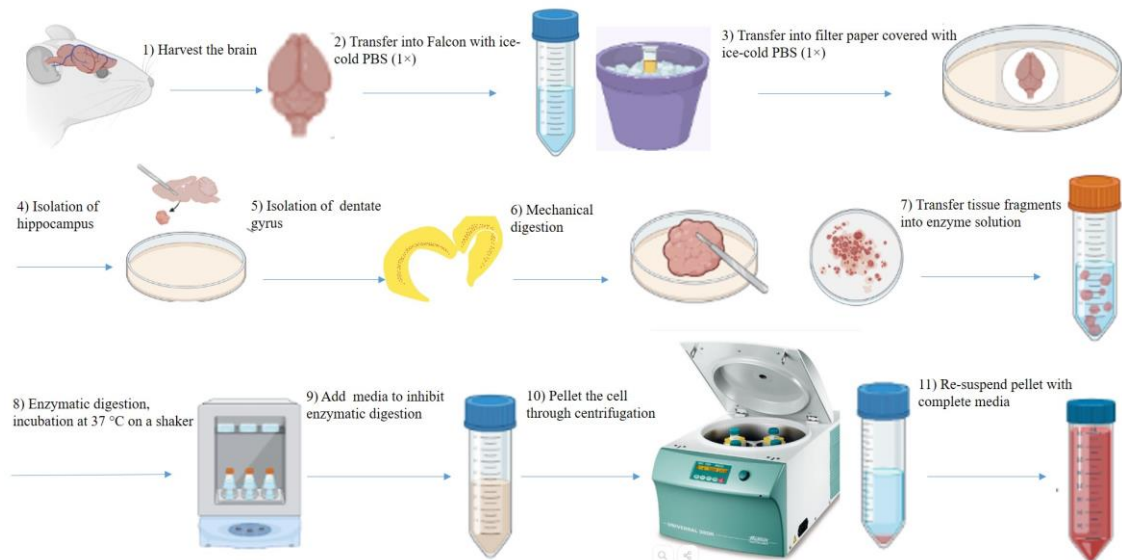 1) Harvest the brain
2) Transfer into Falcon with ice-
cold PBS (1×)
3) Transfer into filter paper covered with
ice-cold PBS (1×)
4) Isolation of
hippocampus
5) Isolation of dentate
gyrus
6) Mechanical
digestion
7) Transfer tissue fragments
into enzyme solution
8) Enzymatic digestion,
incubation at 37 °C on a shaker
9) Add media to inhibit
enzymatic digestion
10) Pellet the cell
through centrifugation
11) Re-suspend pellet with
complete media